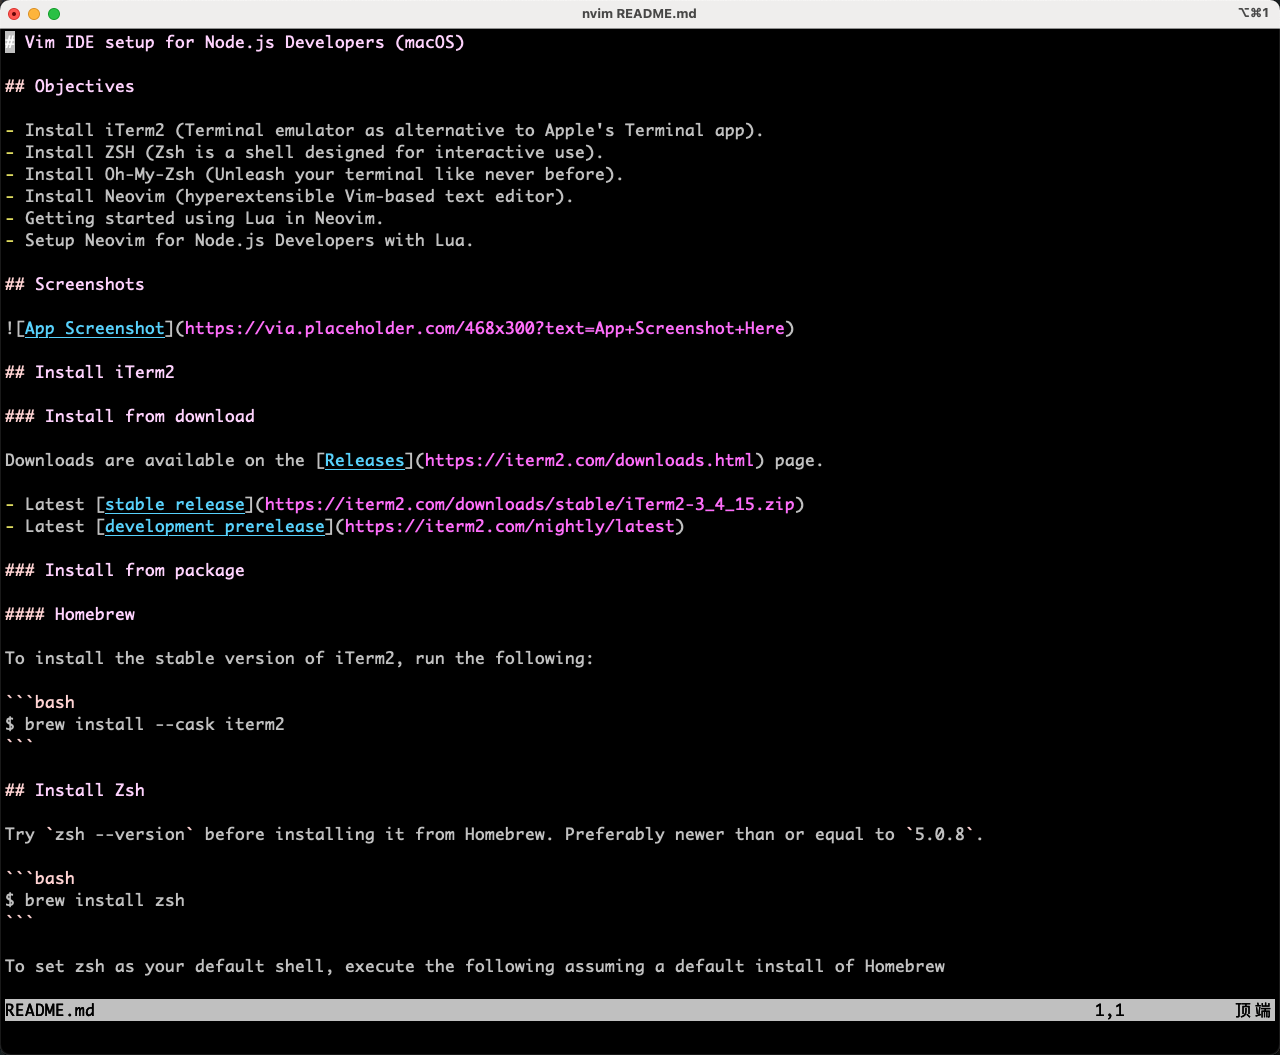 nvim README.md
⌥⌘1
# Vim IDE setup for Node.js Developers (macOS)
## Objectives
- Install iTerm2 (Terminal emulator as alternative to Apple's Terminal app).
- Install ZSH (Zsh is a shell designed for interactive use).
- Install Oh-My-Zsh (Unleash your terminal like never before).
- Install Neovim (hyperextensible Vim-based text editor).
- Getting started using Lua in Neovim.
- Setup Neovim for Node.js Developers with Lua.
## Screenshots
![App Screenshot](https://via.placeholder.com/468x300?text=App+Screenshot+Here)
## Install iTerm2
### Install from download
Downloads are available on the [Releases](https://iterm2.com/downloads.html) page.
- Latest [stable release](https://iterm2.com/downloads/stable/iTerm2-3_4_15.zip)
- Latest [development prerelease](https://iterm2.com/nightly/latest)
### Install from package
#### Homebrew
To install the stable version of iTerm2, run the following:
```bash
$ brew install --cask iterm2
```
## Install Zsh
Try `zsh --version` before installing it from Homebrew. Preferably newer than or equal to `5.0.8`.
```bash
$ brew install zsh
```
To set zsh as your default shell, execute the following assuming a default install of Homebrew
README.md 1,1 顶端